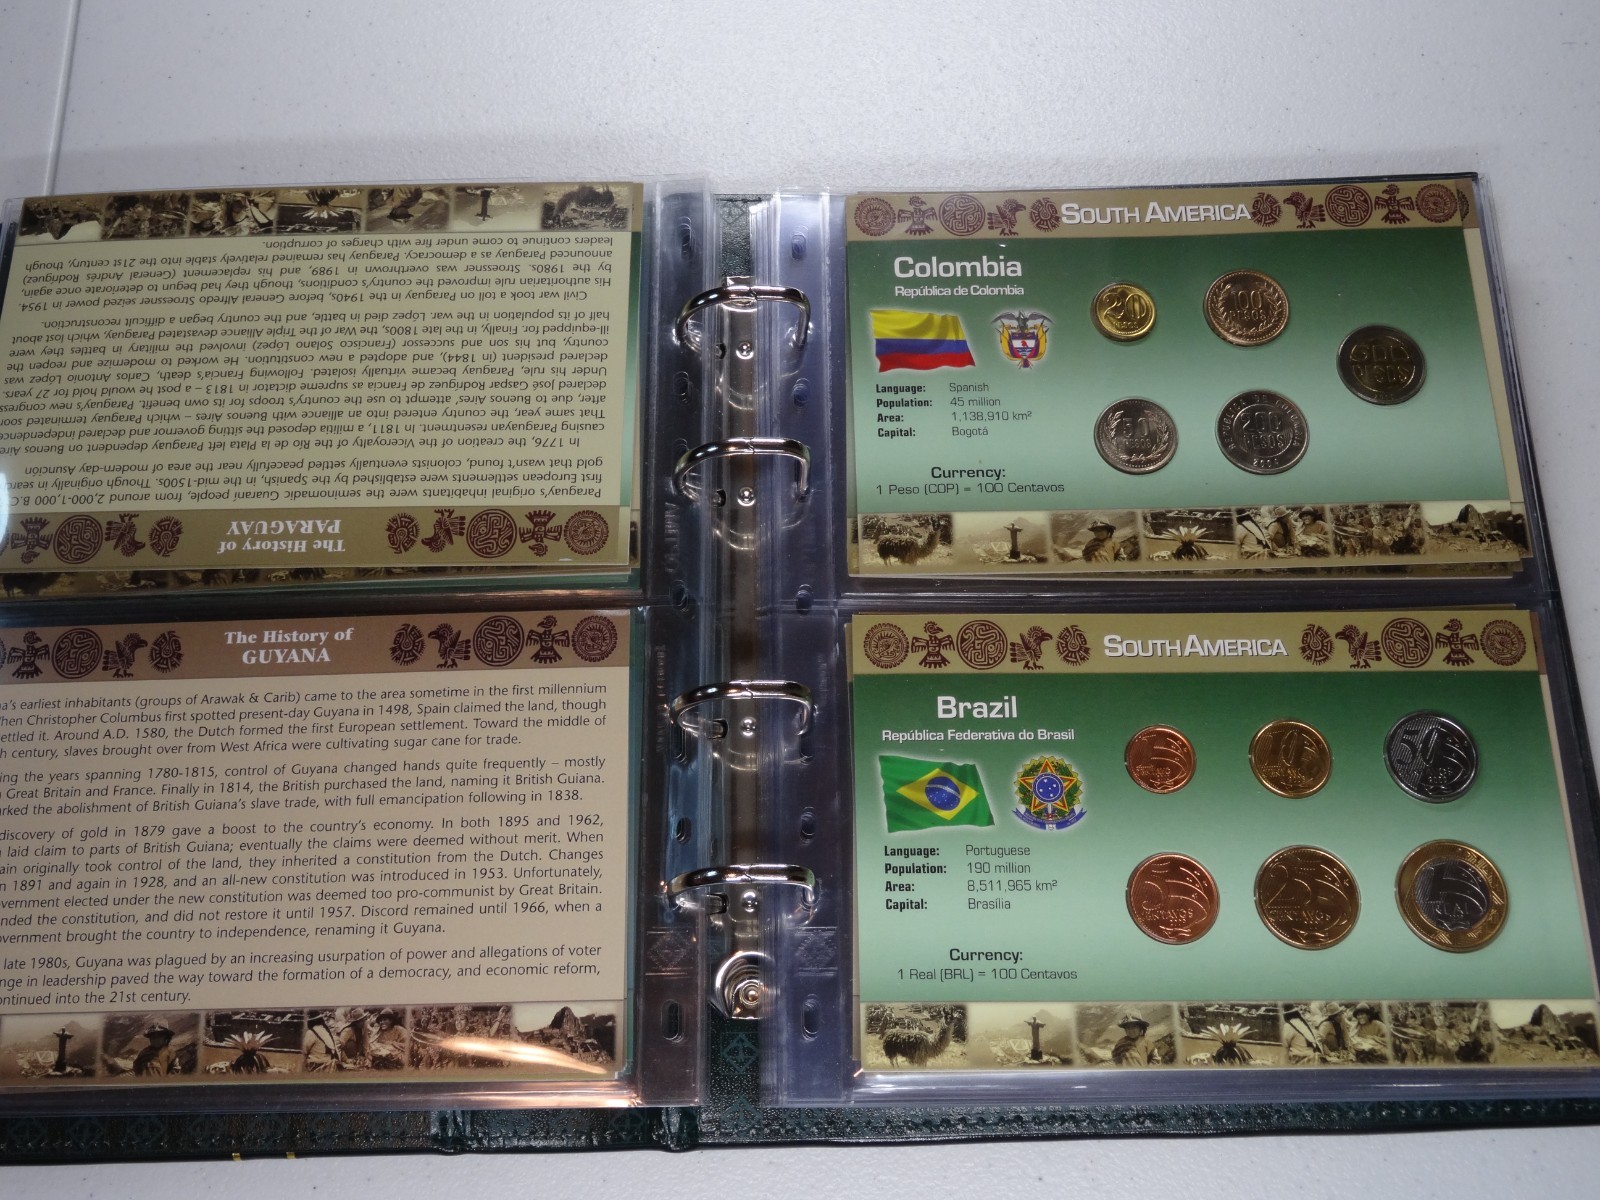 The History of
PARAGUAY
Paraguay's original inhabitants were the seminomadic Guaraní people, from around 2,000-1,000 B.C.
first European settlements were established by the Spanish, in the mid-1500s. Though originally in
gold that wasn't found, colonists eventually settled peacefully near the area of modern-day Asunción
In 1776, the creation of the Viceroyalty of the Río de la Plata left Paraguay dependent on Buenos
causing Paraguayan resentment. In 1811, a militia deposed the sitting governor and declared independence
That same year, the country entered into an alliance with Buenos Aires – which Paraguay terminated soon
after, due to Buenos Aires' attempt to use the country's troops for its own benefit. Paraguay's new
declared José Gaspar Rodríguez de Francia as supreme dictator in 1813 – a post he would hold for 27 years.
Under his rule, Paraguay became virtually isolated. Following Francia's death, Carlos Antonio López was
declared president (in 1844), and adopted a new constitution. He worked to modernize and reopen the
country, but his son and successor (Francisco Solano López) involved the military in battles they were
ill-equipped for. Finally, in the late 1800s, the War of the Triple Alliance devastated Paraguay, which lost about
half of its population in the war. López died in battle, and the country began a difficult reconstruction.
Civil war took a toll on Paraguay in the 1940s, before General Alfredo Stroessner seized power in 1954.
His authoritarian rule improved the country's conditions, though they had begun to deteriorate once again,
by the 1980s. Stroessner was overthrown in 1989, and his replacement (General Andrés Rodríguez)
announced Paraguay as a democracy. Paraguay has remained relatively stable into the 21st century, though
leaders continue to come under fire with charges of corruption.
The History of
GUYANA
na's earliest inhabitants (groups of Arawak & Carib) came to the area sometime in the first millennium
hen Christopher Columbus first spotted present-day Guyana in 1498, Spain claimed the land, though
ettled it. Around A.D. 1580, the Dutch formed the first European settlement. Toward the middle of
h century, slaves brought over from West Africa were cultivating sugar cane for trade.
ing the years spanning 1780-1815, control of Guyana changed hands quite frequently – mostly
Great Britain and France. Finally in 1814, the British purchased the land, naming it British Guiana.
rked the abolishment of British Guiana's slave trade, with full emancipation following in 1838.
discovery of gold in 1879 gave a boost to the country's economy. In both 1895 and 1962,
laid claim to parts of British Guiana; eventually the claims were deemed without merit. When
ain originally took control of the land, they inherited a constitution from the Dutch. Changes
n 1891 and again in 1928, and an all-new constitution was introduced in 1953. Unfortunately,
vernment elected under the new constitution was deemed too pro-communist by Great Britain.
nded the constitution, and did not restore it until 1957. Discord remained until 1966, when a
vernment brought the country to independence, renaming it Guyana.
late 1980s, Guyana was plagued by an increasing usurpation of power and allegations of voter
nge in leadership paved the way toward the formation of a democracy, and economic reform,
ontinued into the 21st century.
SOUTH AMERICA
Colombia
República de Colombia
Language: Spanish
Population: 45 million
Area: 1,138,910 km²
Capital: Bogotá
Currency:
1 Peso (COP) = 100 Centavos
20
PESOS
100
PESOS
50
PESOS
200
PESOS
2004
500
PESOS
SOUTH AMERICA
Brazil
República Federativa do Brasil
Language: Portuguese
Population: 190 million
Area: 8,511,965 km²
Capital: Brasília
Currency:
1 Real (BRL) = 100 Centavos
10
50
5
CENTAVOS
25
CENTAVOS
1
REAL